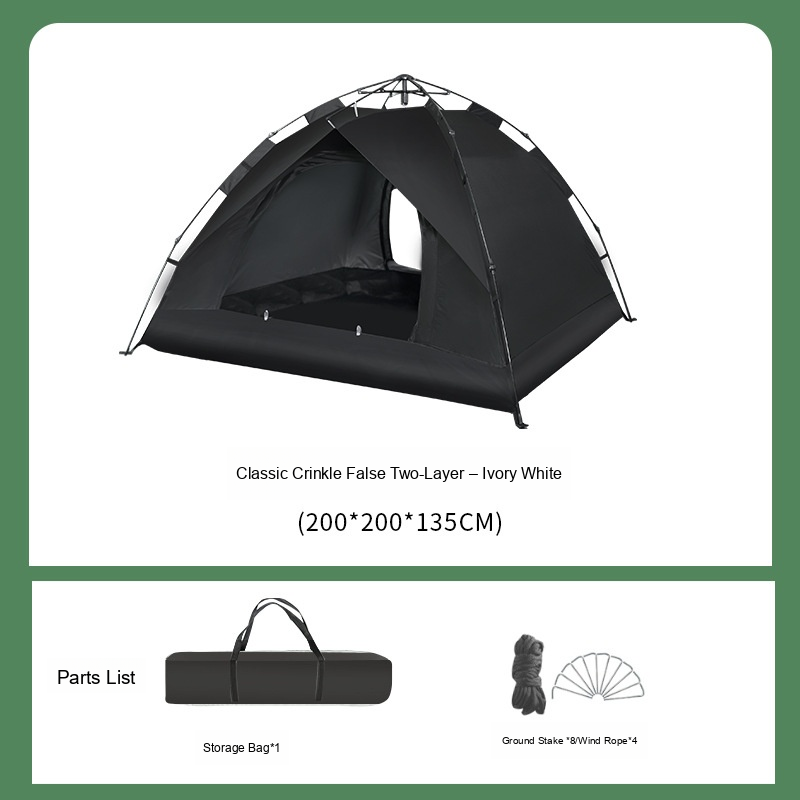 Classic Crinkle False Two-Layer – Ivory White
(200*200*135CM)
Parts List
Storage Bag*1
Ground Stake *8/Wind Rope*4